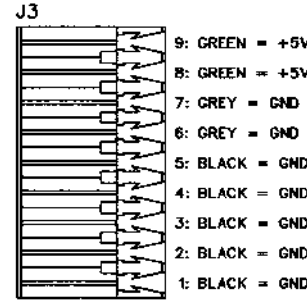 J3
9: GREEN = +5V
8: GREEN = +5V
7: GREY = GND
6: GREY = GND
5: BLACK = GND
4: BLACK = GND
3: BLACK = GND
2: BLACK = GND
1: BLACK = GND